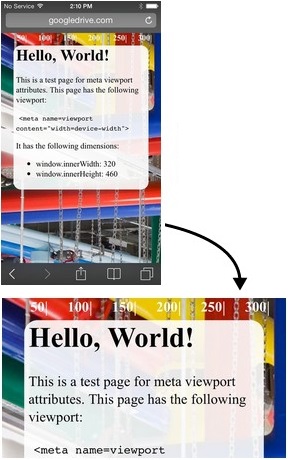 No Service 2:10 PM
googledrive.com
50| 100| 150| 200| 250| 300|
Hello, World!
This is a test page for meta viewport
attributes. This page has the following
viewport:
<meta name=viewport
content="width=device-width">
It has the following dimensions:
• window.innerWidth: 320
• window.innerHeight: 460
50| 100| 150| 200| 250| 300|
Hello, World!
This is a test page for meta viewport
attributes. This page has the following
viewport:
<meta name=viewport